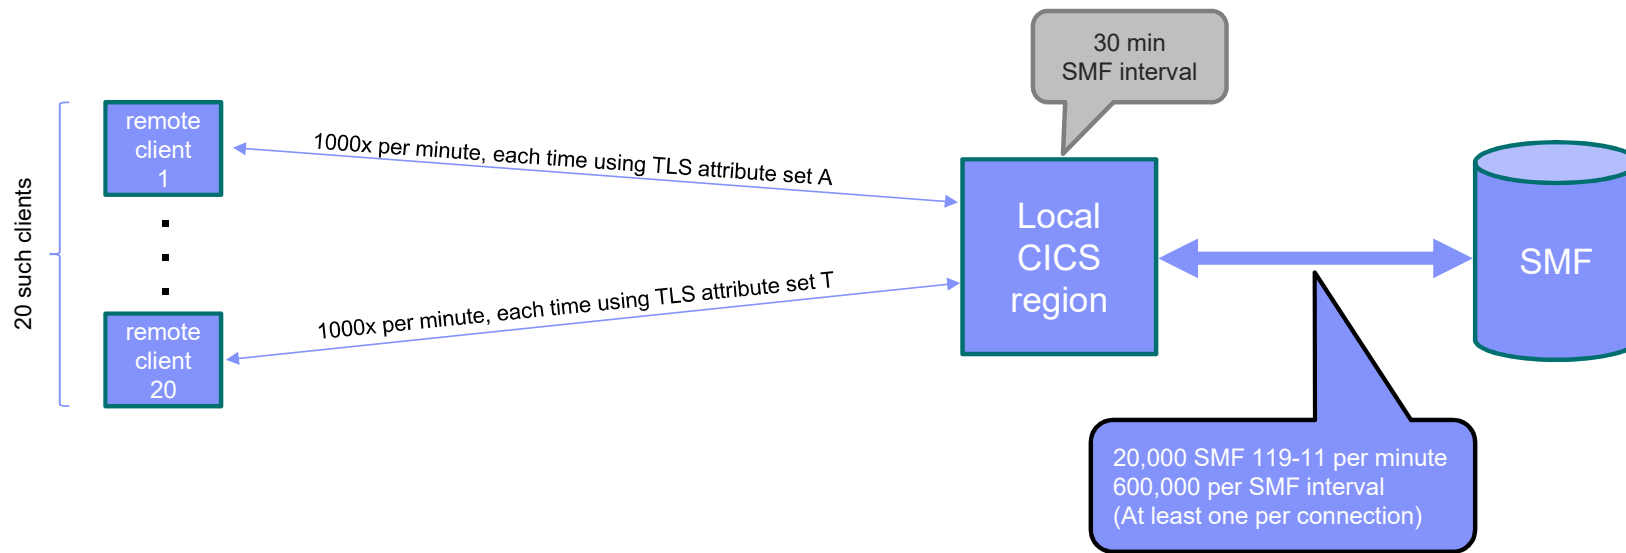 30 min
SMF interval
20 such clients
remote
client
1
1000x per minute, each time using TLS attribute set A
remote
client
20
1000x per minute, each time using TLS attribute set T
Local
CICS
region
SMF
20,000 SMF 119-11 per minute
600,000 per SMF interval
(At least one per connection)